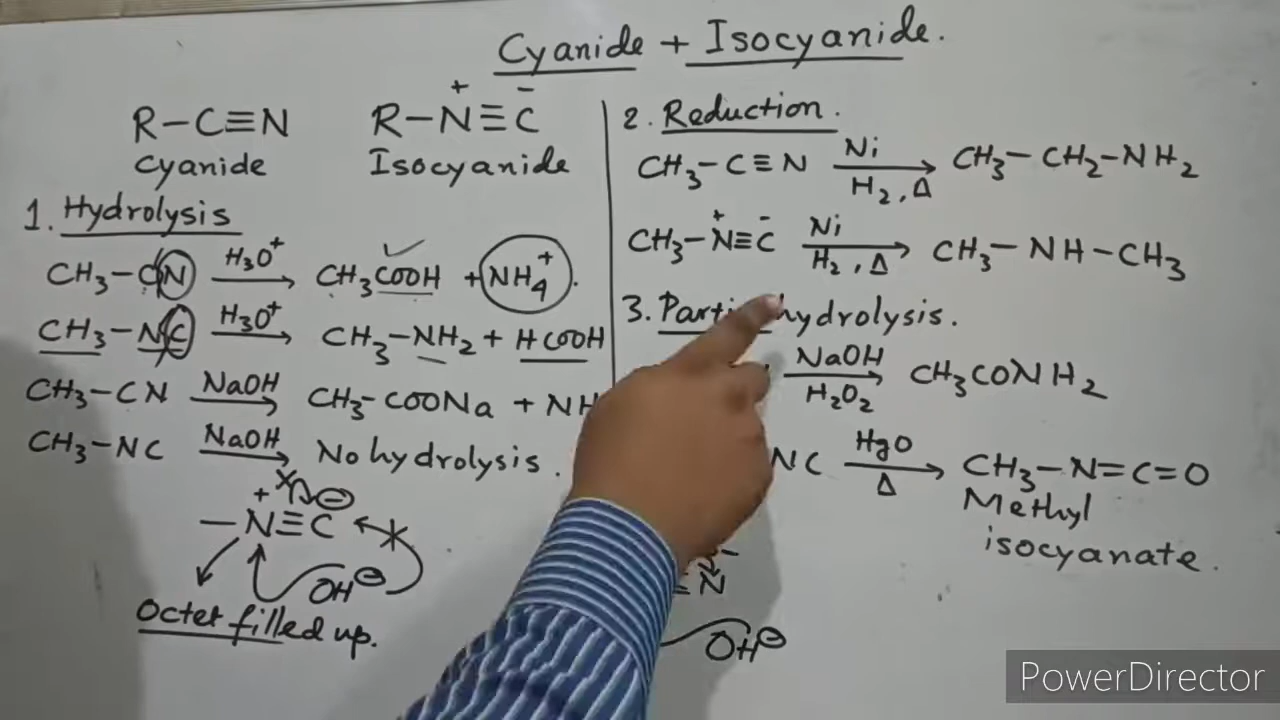 Cyanide + Isocyanide.
R-C≡N
Cyanide
R-N⁺≡C⁻
Isocyanide
1. Hydrolysis
CH₃-CN H₃O⁺ → CH₃COOH + NH₄⁺.
CH₃-NC H₃O⁺ → CH₃-NH₂ + HCOOH
CH₃-CN NaOH → CH₃-COONa + NH
CH₃-NC NaOH → No hydrolysis.
-N⁺≡C⊖
OH⊖
Octet filled up.
2. Reduction.
CH₃-C≡N Ni → CH₃-CH₂-NH₂
H₂, Δ
CH₃-N⁺≡C⁻ Ni → CH₃-NH-CH₃
H₂, Δ
3. Parti hydrolysis.
NaOH → CH₃CONH₂
H₂O₂
NC HgO → CH₃-N=C=O
Δ
Methyl
isocyanate.
≡N
OH⊖
PowerDirector